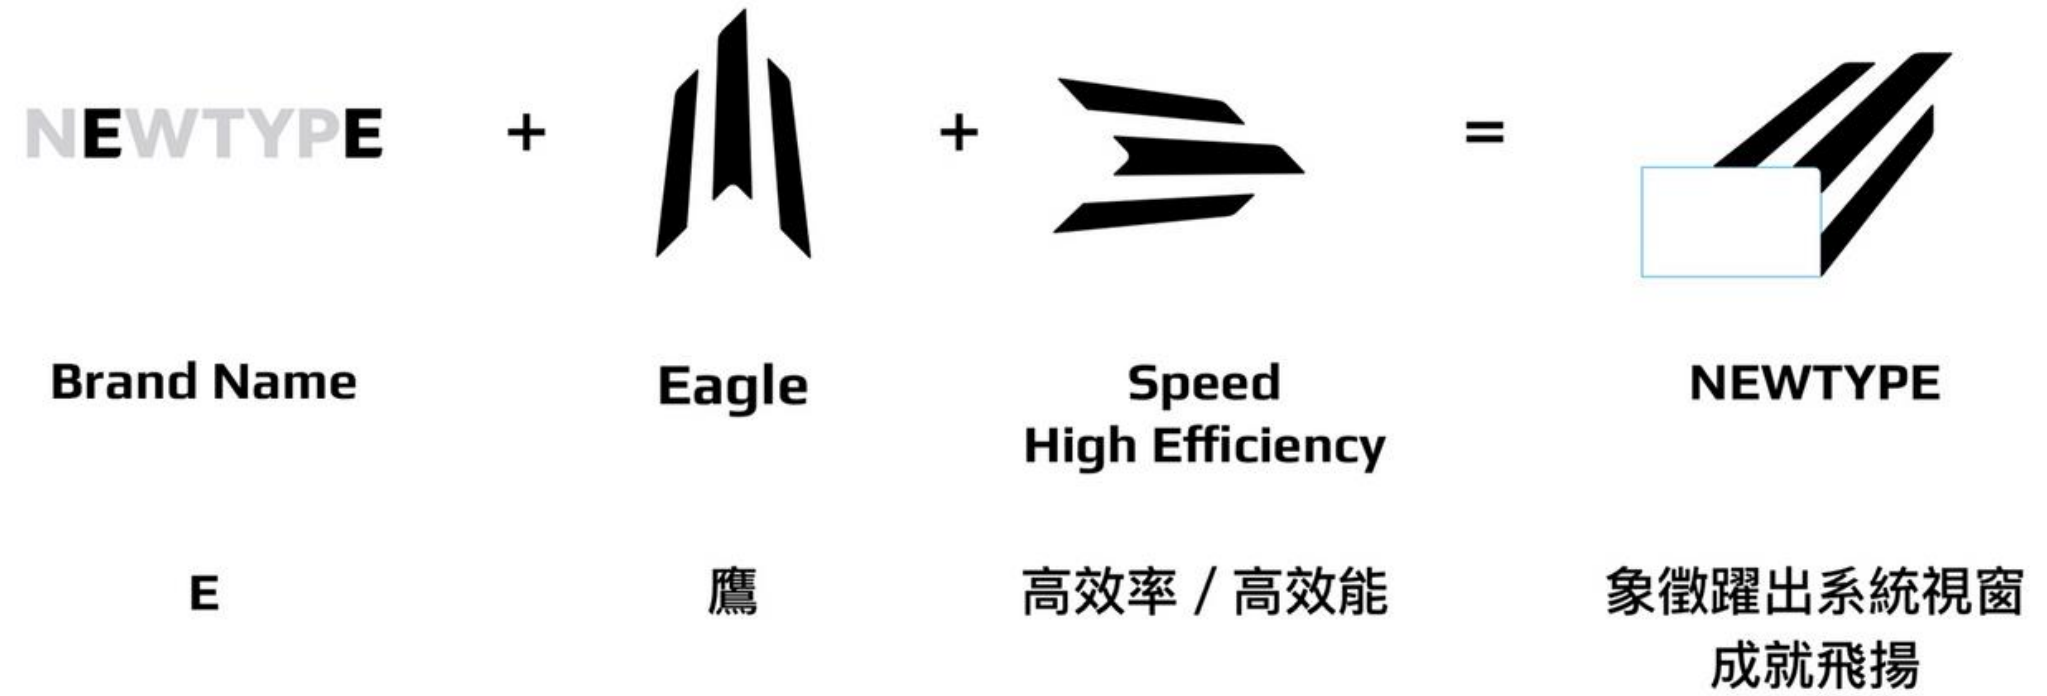 NEWTYPE
+
+
=
Brand Name
Eagle
Speed
High Efficiency
NEWTYPE
E
鷹
高效率 / 高效能
象徵躍出系統視窗
成就飛揚